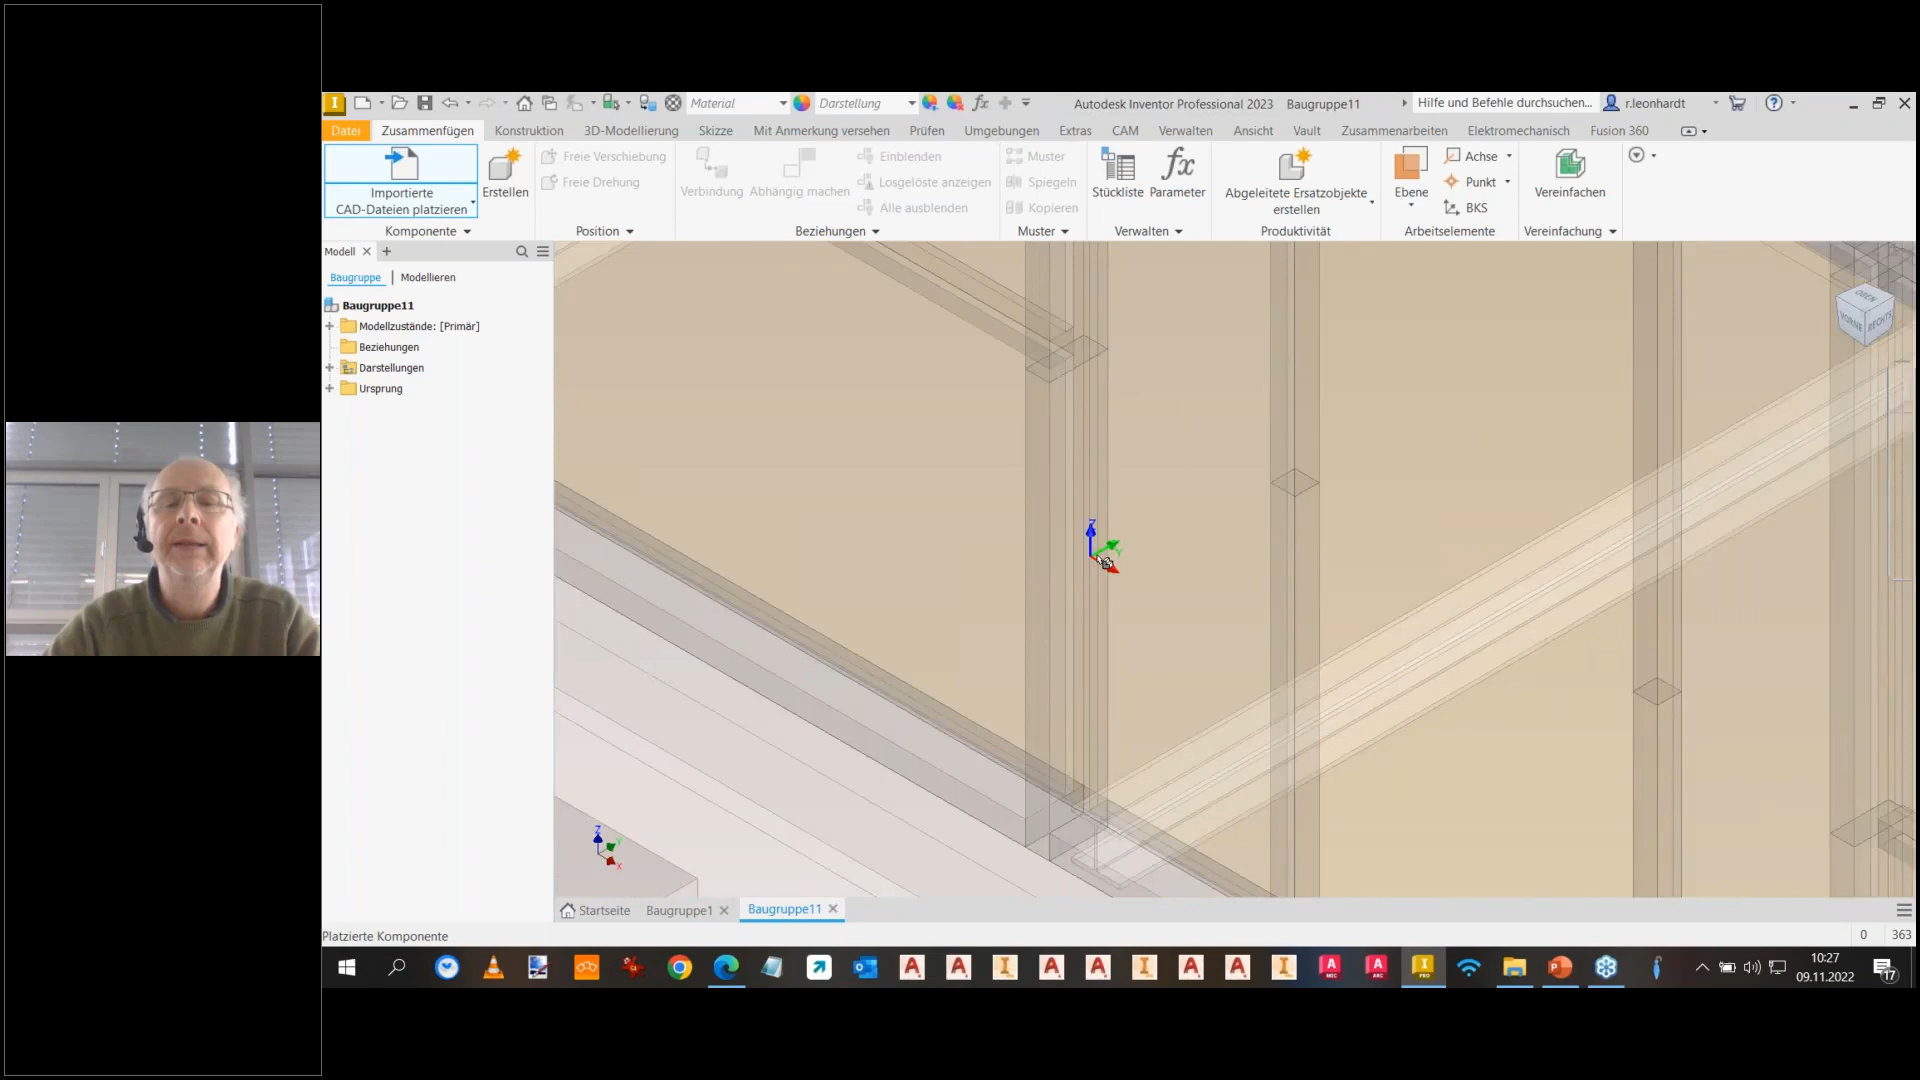 Material
Darstellung
Autodesk Inventor Professional 2023 Baugruppe11
Hilfe und Befehle durchsuchen...
r.leonhardt
Datei Zusammenfügen Konstruktion 3D-Modellierung Skizze Mit Anmerkung versehen Prüfen Umgebungen Extras CAM Verwalten Ansicht Vault Zusammenarbeiten Elektromechanisch Fusion 360
Importierte
CAD-Dateien platzieren
Erstellen
Komponente
Freie Verschiebung
Freie Drehung
Position
Verbindung
Abhängig machen
Einblenden
Losgelöste anzeigen
Alle ausblenden
Beziehungen
Muster
Spiegeln
Kopieren
Muster
Stückliste
Parameter
Verwalten
Abgeleitete Ersatzobjekte
erstellen
Produktivität
Ebene
Achse
Punkt
BKS
Arbeitselemente
Vereinfachen
Vereinfachung
Modell
Baugruppe | Modellieren
Baugruppe11
Modellzustände: [Primär]
Beziehungen
Darstellungen
Ursprung
OBEN
VORNE
RECHTS
Z
Y
Z
Y
X
Startseite
Baugruppe1
Baugruppe11
Platzierte Komponente
0 363
10:27
09.11.2022
17